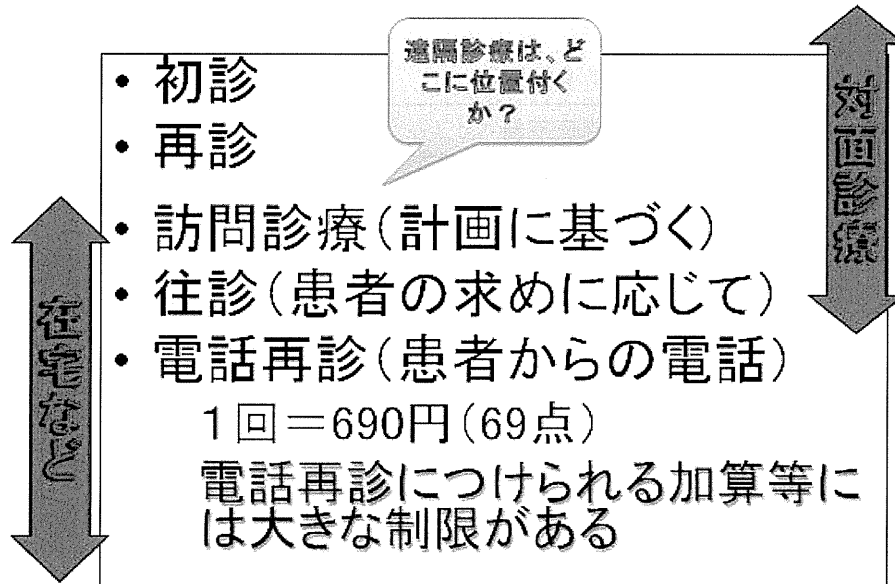 遠隔診療は、ど
こに位置付く
か？
・初診
・再診
・訪問診療（計画に基づく）
・往診（患者の求めに応じて）
・電話再診（患者からの電話）
１回＝690円（69点）
電話再診につけられる加算等に
は大きな制限がある
対面診療
在宅など